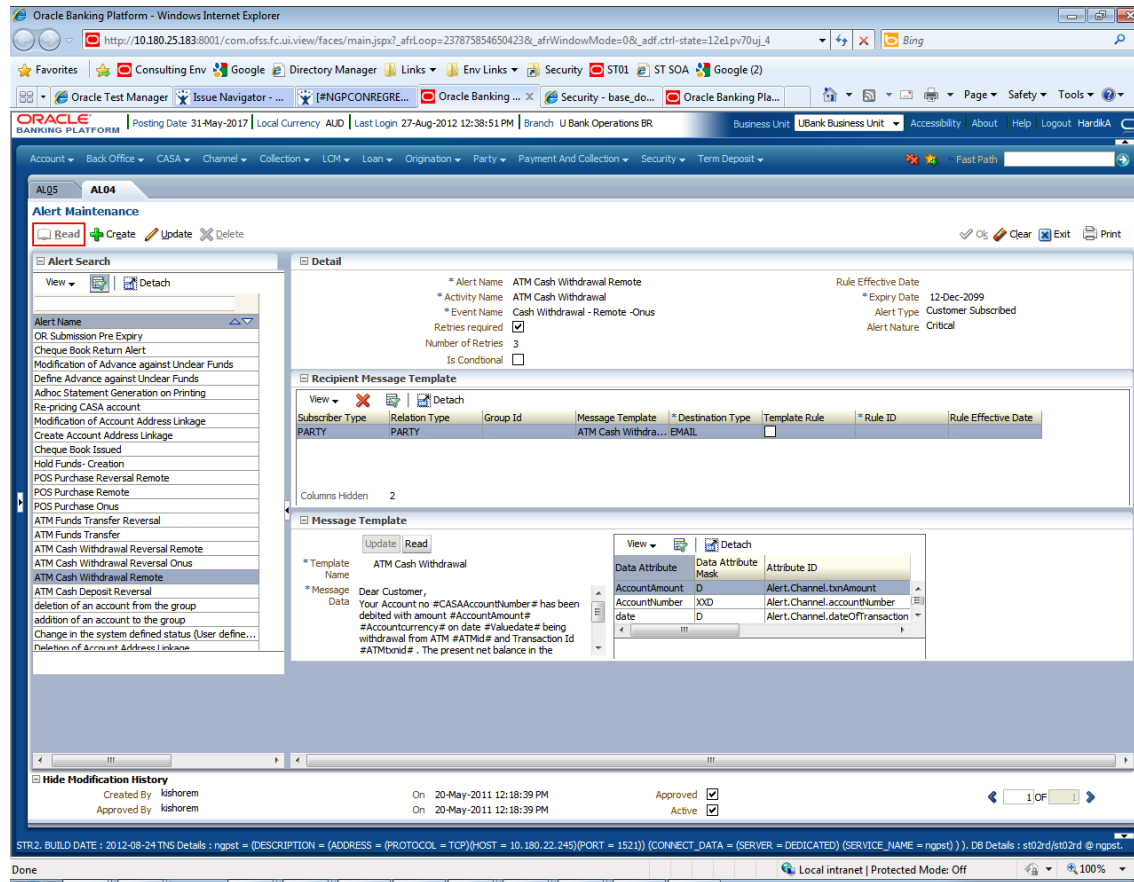 Oracle Banking Platform - Windows Internet Explorer
http://10.180.25.183:8001/com.ofss.fc.ui.view/faces/main.jspx?_afrLoop=2378758546504238&_afrWindowMode=0&_adf.ctrl-state=12e1pv70uj_4
Bing
Favorites Consulting Env Google Directory Manager Links Env Links Security ST01 ST SOA Google (2)
Oracle Test Manager Issue Navigator - ... [#NGPCONREGRE... Oracle Banking ... X Security - base_do... Oracle Banking Pla... Page Safety Tools
ORACLE BANKING PLATFORM Posting Date 31-May-2017 Local Currency AUD Last Login 27-Aug-2012 12:38:51 PM Branch U Bank Operations BR Business Unit UBank Business Unit Accessibility About Help Logout HardikA
Account Back Office CASA Channel Collection LCM Loan Origination Party Payment And Collection Security Term Deposit Fast Path
AL05 AL04
Alert Maintenance
Read Create Update Delete Ok Clear Exit Print
Alert Search
View Detach
Alert Name
OR Submission Pre Expiry
Cheque Book Return Alert
Modification of Advance against Unclear Funds
Define Advance against Unclear Funds
Adhoc Statement Generation on Printing
Re-pricing CASA account
Modification of Account Address Linkage
Create Account Address Linkage
Cheque Book Issued
Hold Funds- Creation
POS Purchase Reversal Remote
POS Purchase Remote
POS Purchase Onus
ATM Funds Transfer Reversal
ATM Funds Transfer
ATM Cash Withdrawal Reversal Remote
ATM Cash Withdrawal Reversal Onus
ATM Cash Withdrawal Remote
ATM Cash Deposit Reversal
deletion of an account from the group
addition of an account to the group
Change in the system defined status (User define...
Deletion of Account Address Linkage
Detail
* Alert Name ATM Cash Withdrawal Remote Rule Effective Date
* Activity Name ATM Cash Withdrawal * Expiry Date 12-Dec-2099
* Event Name Cash Withdrawal - Remote -Onus Alert Type Customer Subscribed
Retries required Alert Nature Critical
Number of Retries 3
Is Condtional
Recipient Message Template
View Detach
Subscriber Type Relation Type Group Id Message Template * Destination Type Template Rule * Rule ID Rule Effective Date
PARTY PARTY ATM Cash Withdra... EMAIL
Columns Hidden 2
Message Template
Update Read
* Template Name ATM Cash Withdrawal
* Message Data Dear Customer,
Your Account no #CASAAccountNumber# has been
debited with amount #AccountAmount#
#Accountcurrency# on date #Valuedate# being
withdrawal from ATM #ATMid# and Transaction Id
#ATMtxnid# . The present net balance in the
View Detach
Data Attribute Data Attribute Mask Attribute ID
AccountAmount D Alert.Channel.txnAmount
AccountNumber XXD Alert.Channel.accountNumber
date D Alert.Channel.dateOfTransaction
Hide Modification History
Created By kishorem On 20-May-2011 12:18:39 PM Approved
Approved By kishorem On 20-May-2011 12:18:39 PM Active
1 OF 1
STR2. BUILD DATE : 2012-08-24 TNS Details : ngpst = (DESCRIPTION = (ADDRESS = (PROTOCOL = TCP)(HOST = 10.180.22.245)(PORT = 1521)) (CONNECT_DATA = (SERVER = DEDICATED) (SERVICE_NAME = ngpst) ) ). DB Details : st02rd/st02rd @ ngpst.
Done Local intranet | Protected Mode: Off 100%